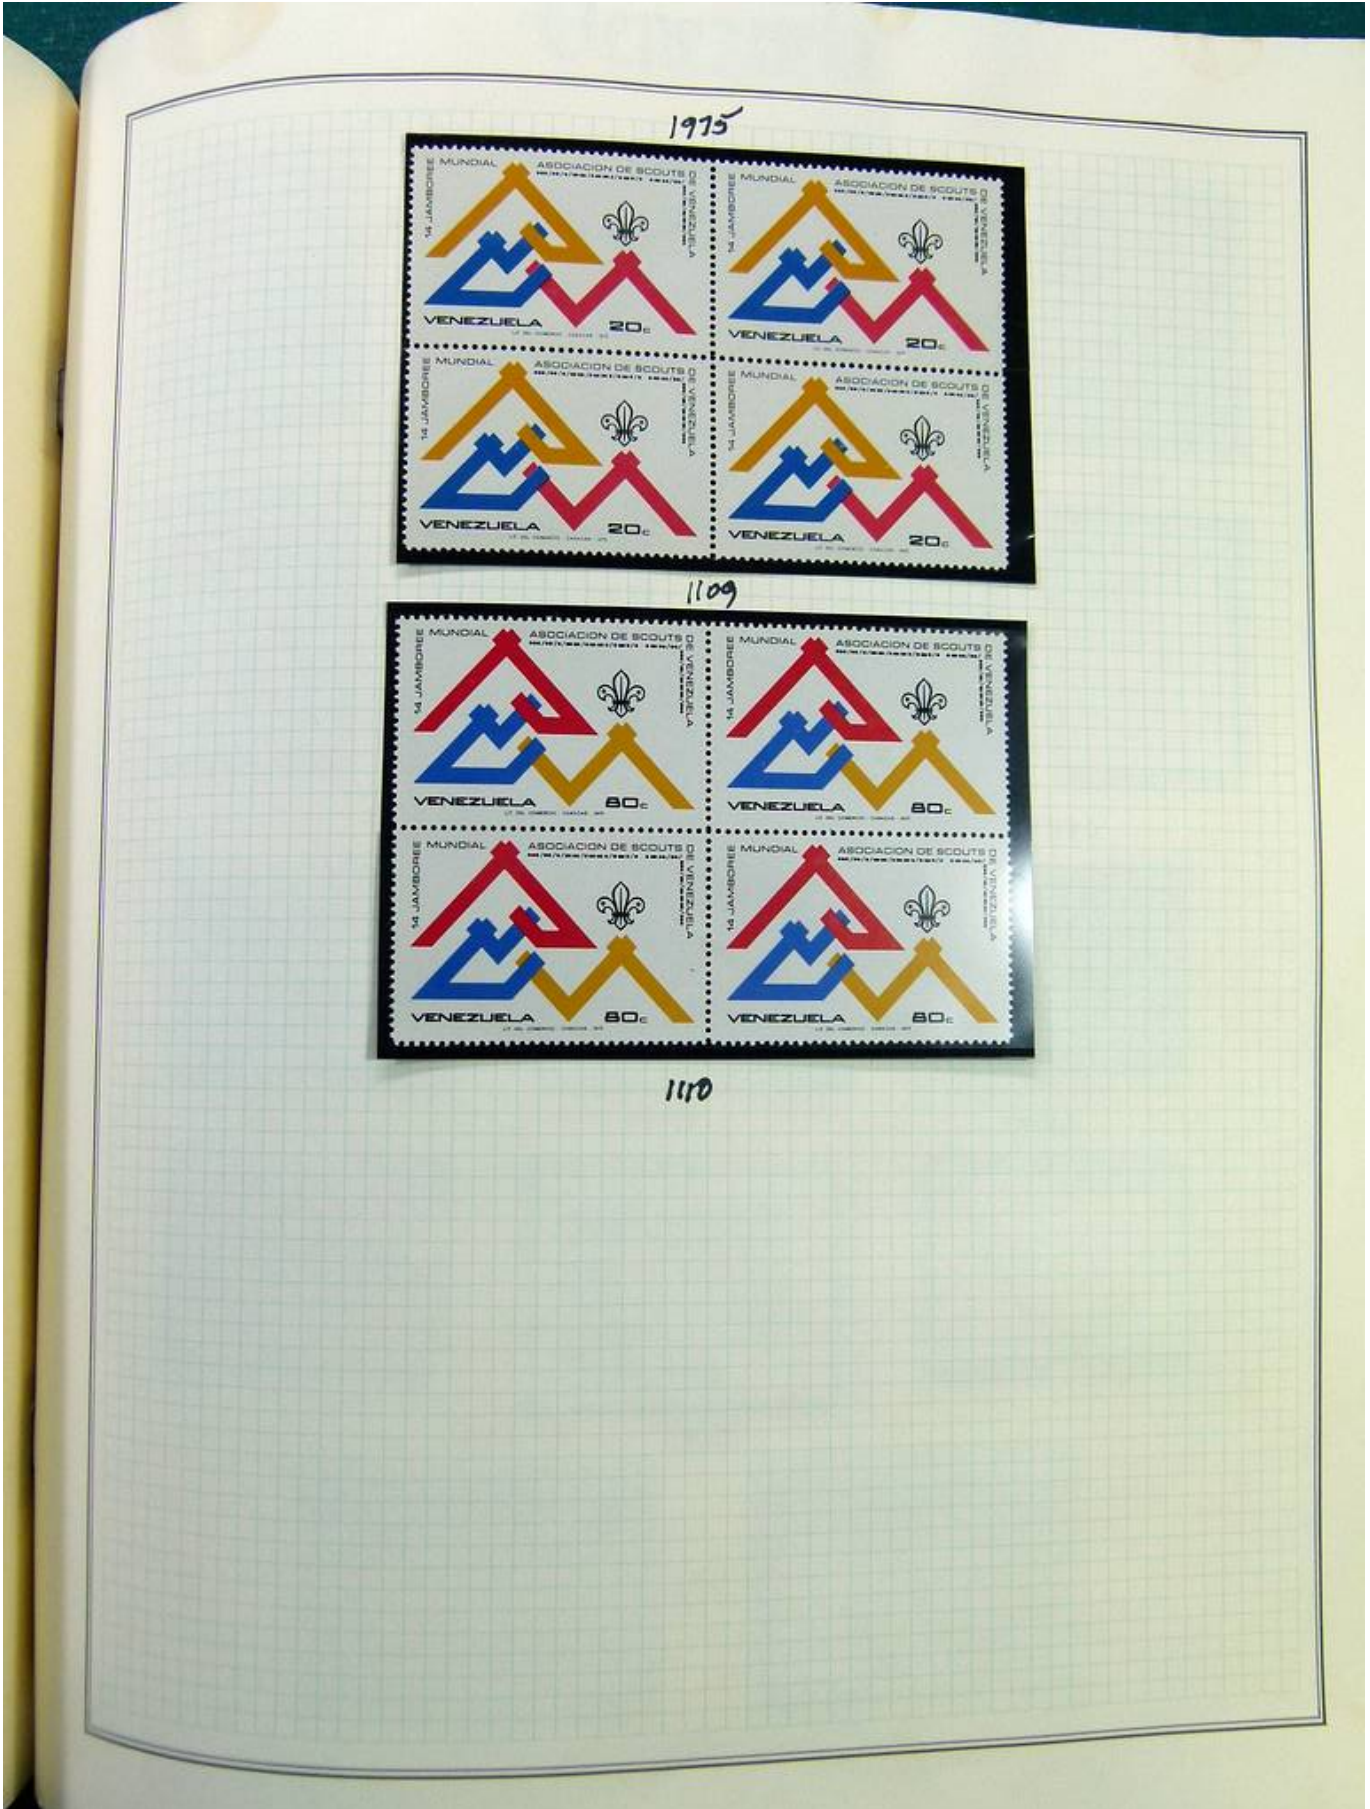 1975
14 JAMBOREE MUNDIAL ASOCIACION DE SCOUTS DE VENEZUELA
VENEZUELA 20c
14 JAMBOREE MUNDIAL ASOCIACION DE SCOUTS DE VENEZUELA
VENEZUELA 20c
14 JAMBOREE MUNDIAL ASOCIACION DE SCOUTS DE VENEZUELA
VENEZUELA 20c
14 JAMBOREE MUNDIAL ASOCIACION DE SCOUTS DE VENEZUELA
VENEZUELA 20c
1109
14 JAMBOREE MUNDIAL ASOCIACION DE SCOUTS DE VENEZUELA
VENEZUELA 80c
14 JAMBOREE MUNDIAL ASOCIACION DE SCOUTS DE VENEZUELA
VENEZUELA 80c
14 JAMBOREE MUNDIAL ASOCIACION DE SCOUTS DE VENEZUELA
VENEZUELA 80c
14 JAMBOREE MUNDIAL ASOCIACION DE SCOUTS DE VENEZUELA
VENEZUELA 80c
1110